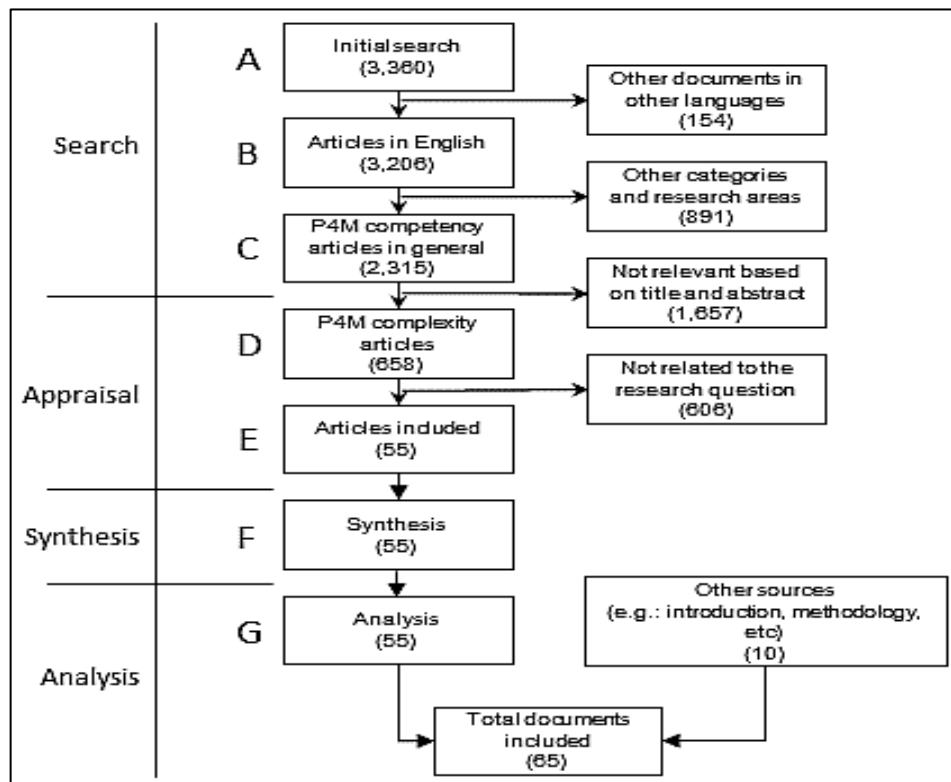 A
Initial search
(3,360)
Other documents in
other languages
(154)
Search
B
Articles in English
(3,206)
Other categories
and research areas
(891)
C
P4M competency
articles in general
(2,315)
Not relevant based
on title and abstract
(1,657)
D
P4M complexity
articles
(658)
Appraisal
Not related to the
research question
(606)
E
Articles included
(55)
Synthesis
F
Synthesis
(55)
Analysis
G
Analysis
(55)
Other sources
(e.g.: introduction, methodology,
etc)
(10)
Total documents
included
(65)